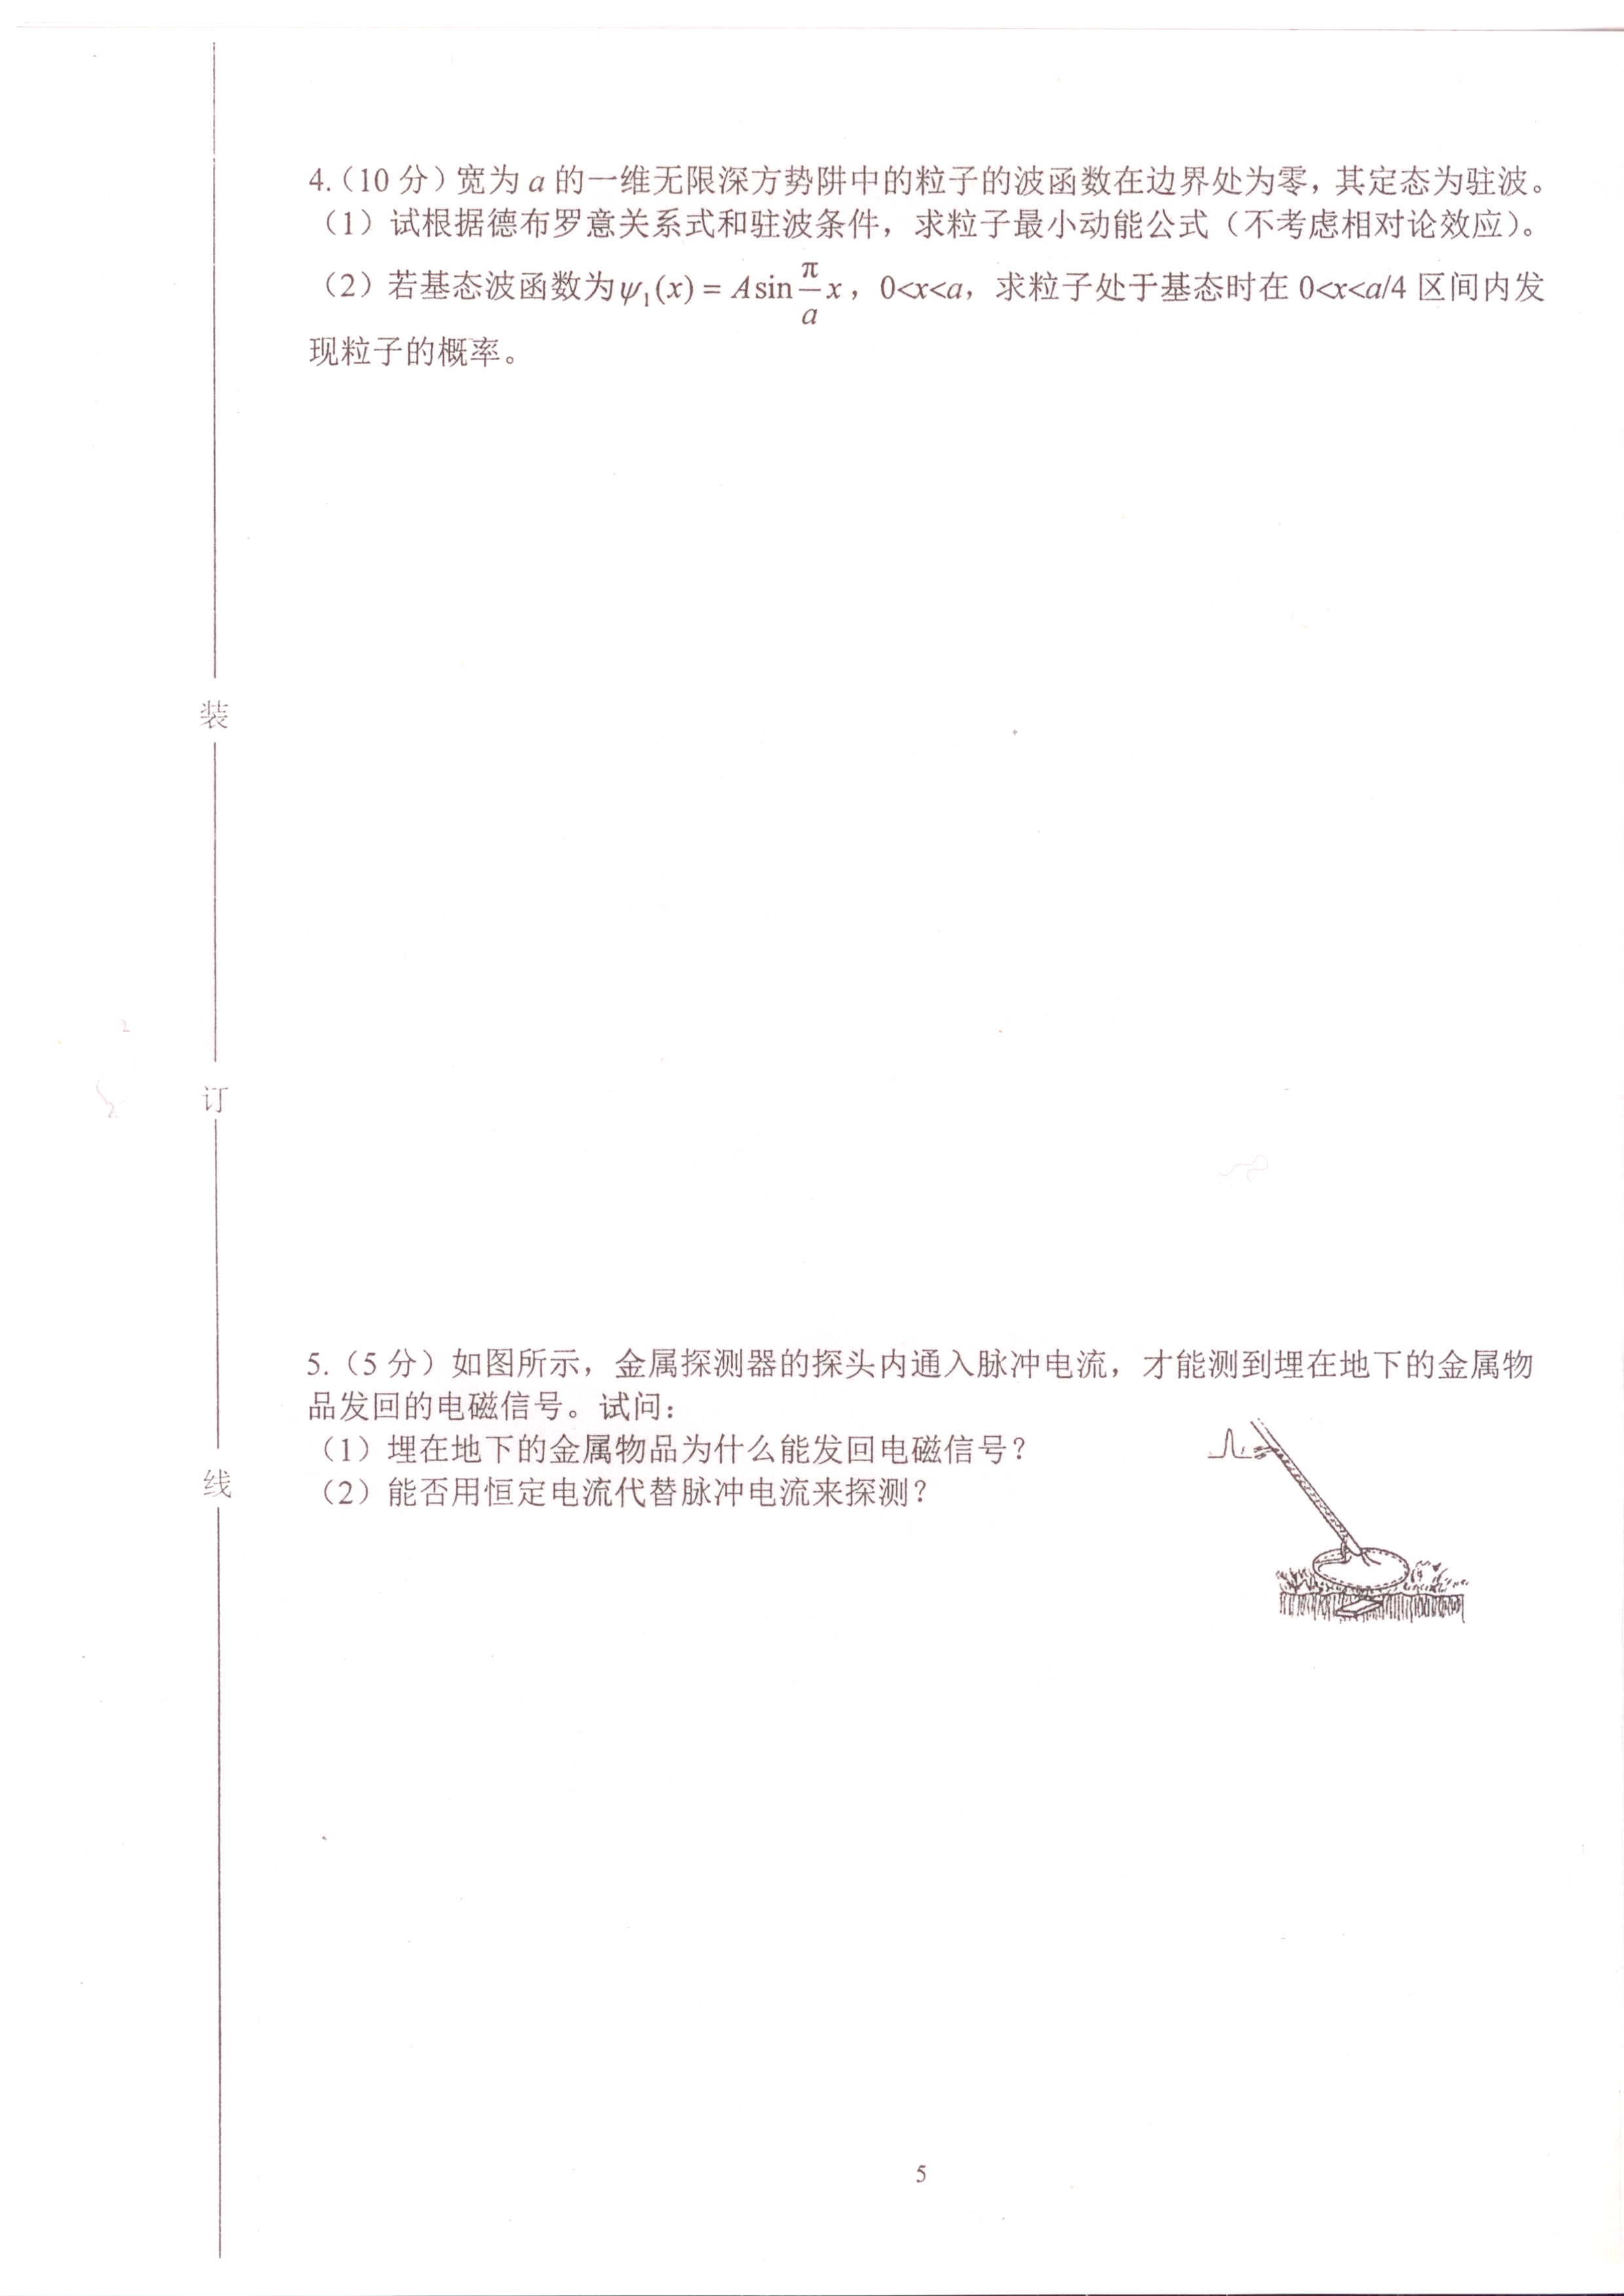 4.（10 分）宽为 a 的一维无限深方势阱中的粒子的波函数在边界处为零，其定态为驻波。
（1）试根据德布罗意关系式和驻波条件，求粒子最小动能公式（不考虑相对论效应）。
（2）若基态波函数为ψ₁(x) = A sin π/a x，0<x<a，求粒子处于基态时在 0<x<a/4 区间内发
现粒子的概率。
装
订
线
5.（5 分）如图所示，金属探测器的探头内通入脉冲电流，才能测到埋在地下的金属物
品发回的电磁信号。试问：
（1）埋在地下的金属物品为什么能发回电磁信号？
（2）能否用恒定电流代替脉冲电流来探测？
5